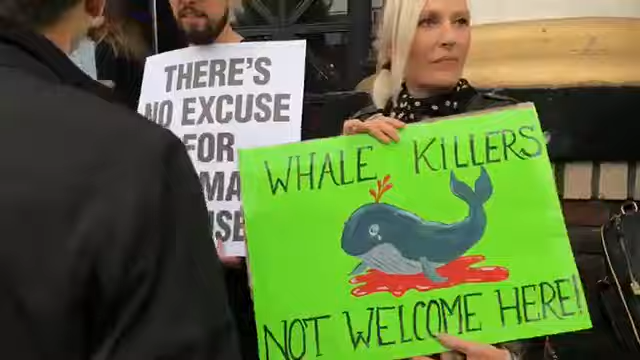 THERE'S
NO EXCUSE
FOR
WHALE KILLERS
NOT WELCOME HERE!